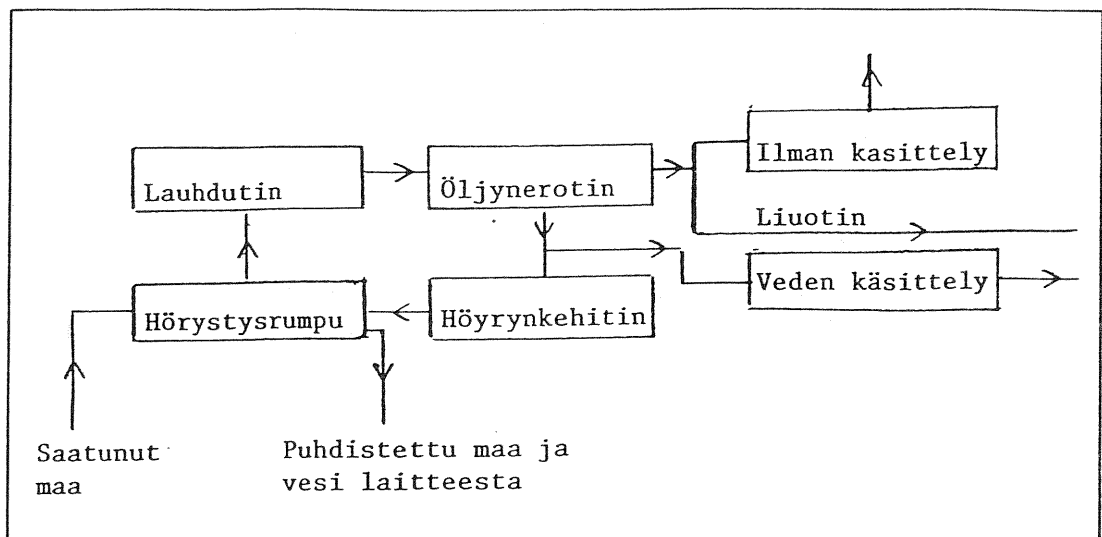 Ilman kasittely
Lauhdutin
Öljynerotin
Liuotin
Veden käsittely
Hörystysrumpu
Höyrynkehitin
Saatunut
maa
Puhdistettu maa ja
vesi laitteesta